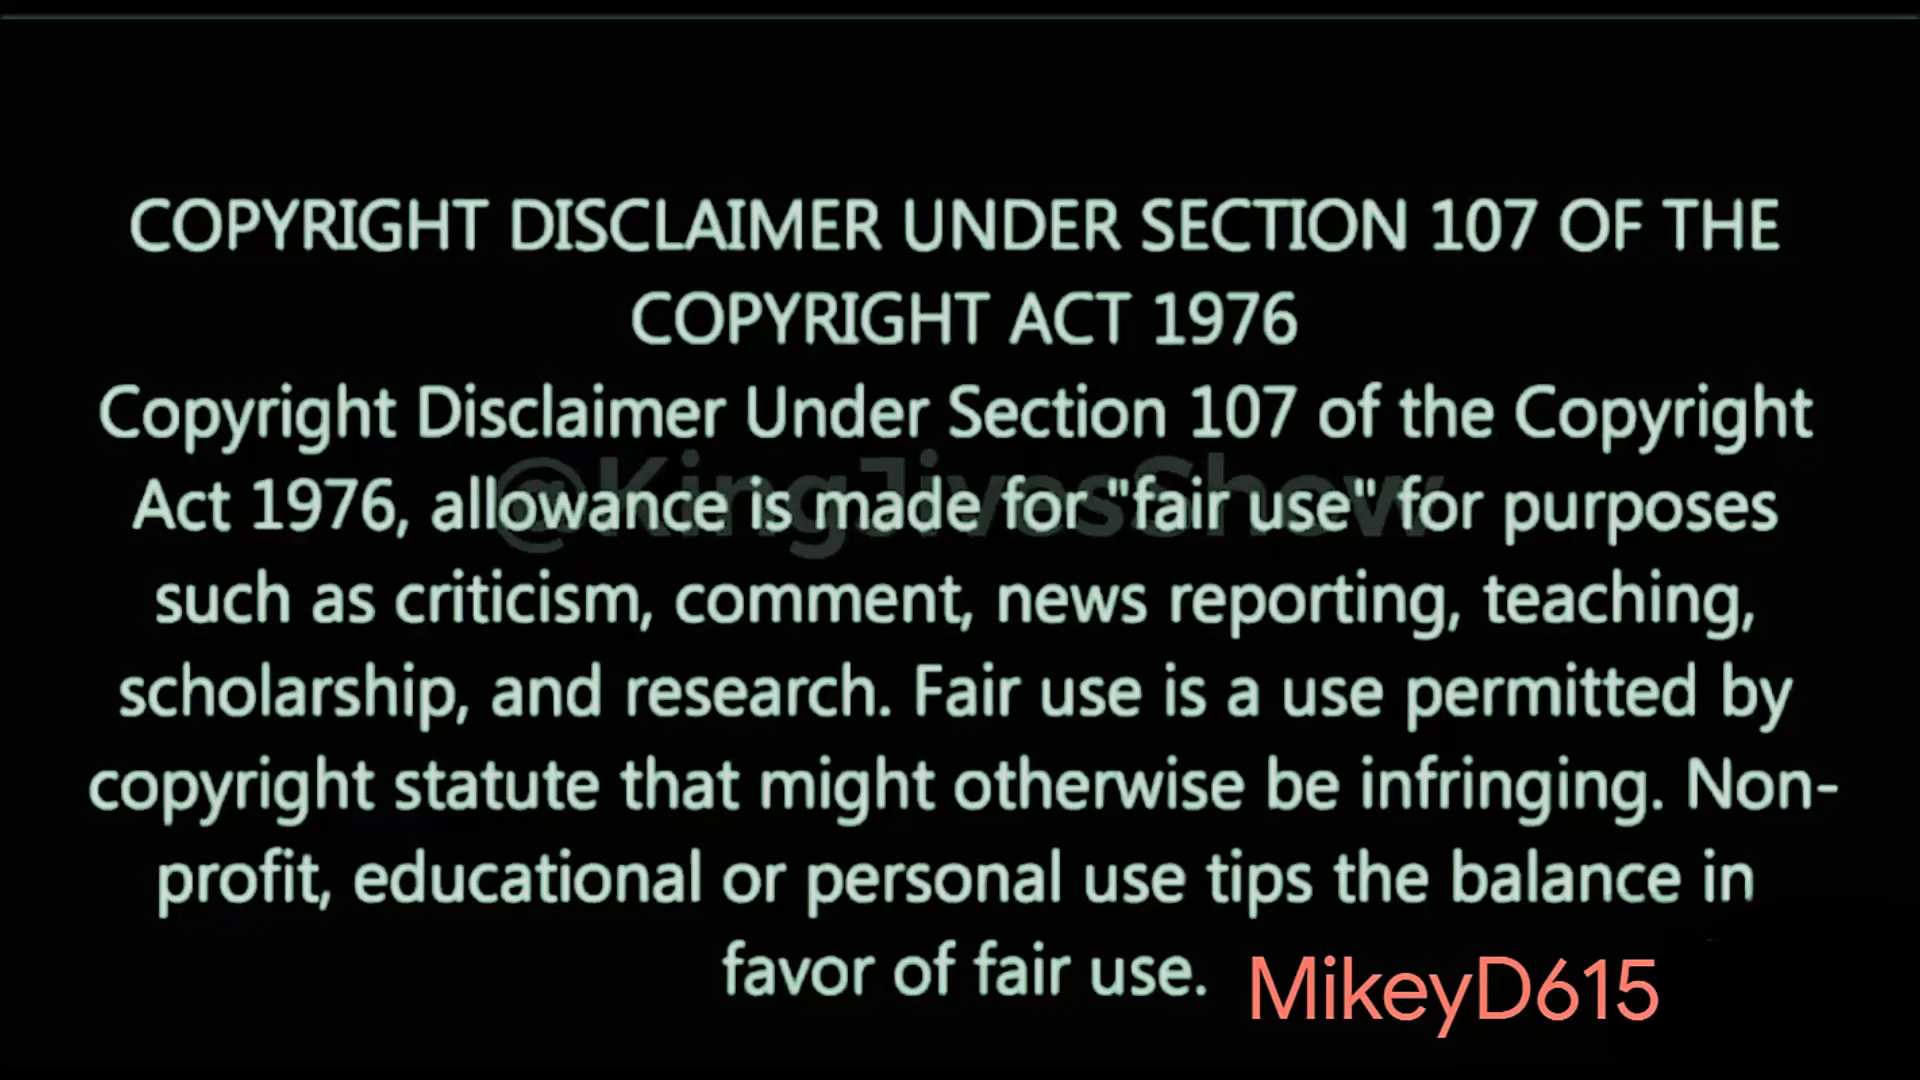 COPYRIGHT DISCLAIMER UNDER SECTION 107 OF THE
COPYRIGHT ACT 1976
Copyright Disclaimer Under Section 107 of the Copyright
@KingJivesShow
Act 1976, allowance is made for "fair use" for purposes
such as criticism, comment, news reporting, teaching,
scholarship, and research. Fair use is a use permitted by
copyright statute that might otherwise be infringing. Non-
profit, educational or personal use tips the balance in
favor of fair use.
MikeyD615